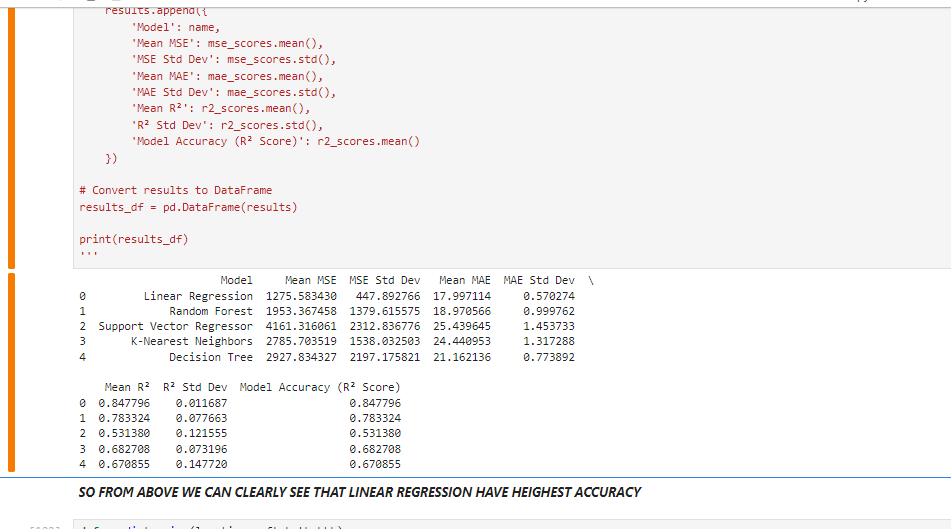 results.append({
'Model': name,
'Mean MSE': mse_scores.mean(),
'MSE Std Dev': mse_scores.std(),
'Mean MAE': mae_scores.mean(),
'MAE Std Dev': mae_scores.std(),
'Mean R²': r2_scores.mean(),
'R² Std Dev': r2_scores.std(),
'Model Accuracy (R² Score)': r2_scores.mean()
})
# Convert results to DataFrame
results_df = pd.DataFrame(results)
print(results_df)
'''
Model Mean MSE MSE Std Dev Mean MAE MAE Std Dev \
0 Linear Regression 1275.583430 447.892766 17.997114 0.570274
1 Random Forest 1953.367458 1379.615575 18.970566 0.999762
2 Support Vector Regressor 4161.316061 2312.836776 25.439645 1.453733
3 K-Nearest Neighbors 2785.703519 1538.032503 24.440953 1.317288
4 Decision Tree 2927.834327 2197.175821 21.162136 0.773892
Mean R² R² Std Dev Model Accuracy (R² Score)
0 0.847796 0.011687 0.847796
1 0.783324 0.077663 0.783324
2 0.531380 0.121555 0.531380
3 0.682708 0.073196 0.682708
4 0.670855 0.147720 0.670855
SO FROM ABOVE WE CAN CLEARLY SEE THAT LINEAR REGRESSION HAVE HEIGHEST ACCURACY